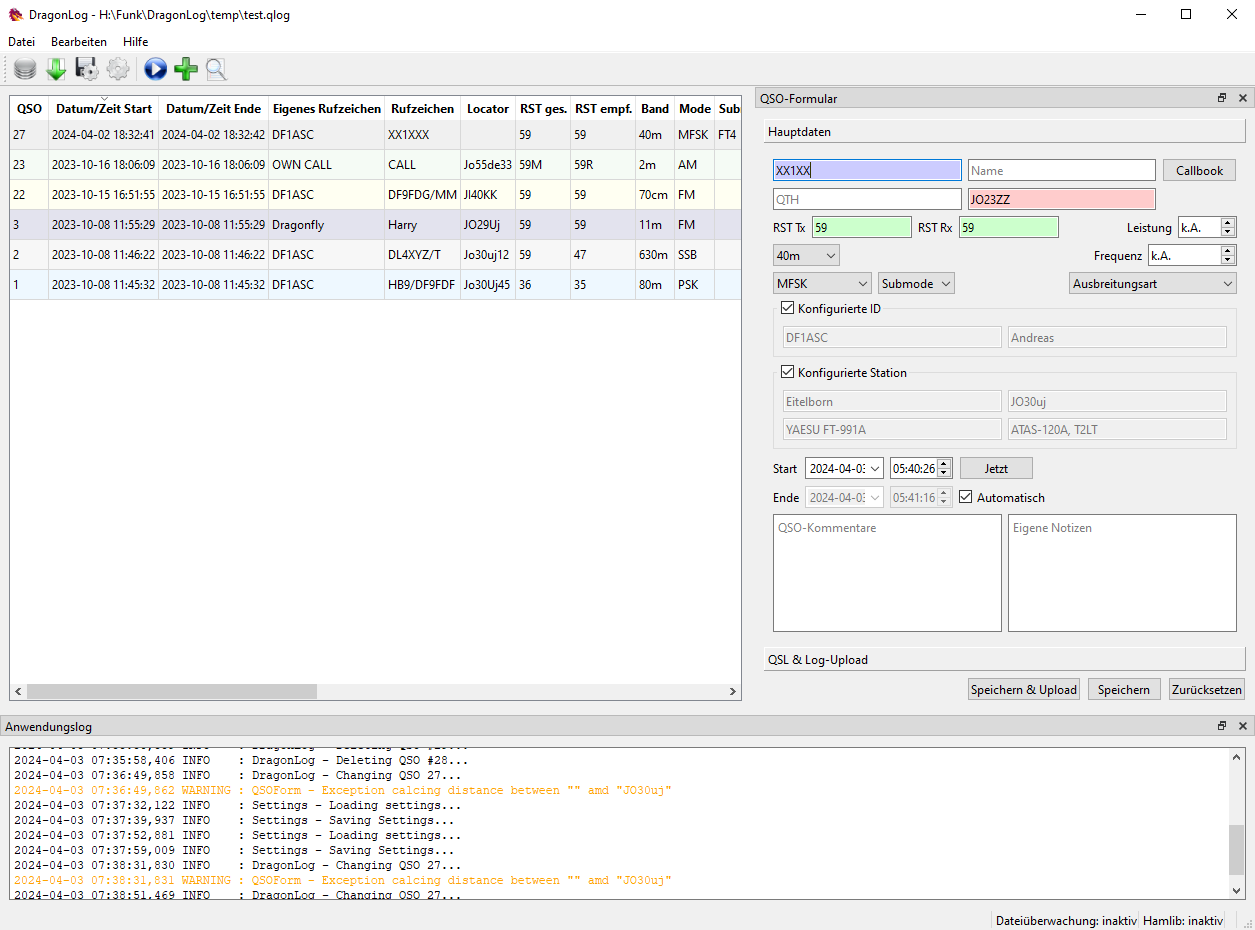 DragonLog - H:\Funk\DragonLog\temp\test.qlog
Datei Bearbeiten Hilfe
QSO Datum/Zeit Start Datum/Zeit Ende Eigenes Rufzeichen Rufzeichen Locator RST ges. RST empf. Band Mode Sub
27 2024-04-02 18:32:41 2024-04-02 18:32:42 DF1ASC XX1XXX 59 59 40m MFSK FT4
23 2023-10-16 18:06:09 2023-10-16 18:06:09 OWN CALL CALL Jo55de33 59M 59R 2m AM
22 2023-10-15 16:51:55 2023-10-15 16:51:55 DF1ASC DF9FDG/MM JI40KK 59 59 70cm FM
3 2023-10-08 11:55:29 2023-10-08 11:55:29 Dragonfly Harry JO29Uj 59 59 11m FM
2 2023-10-08 11:46:22 2023-10-08 11:46:22 DF1ASC DL4XYZ/T Jo30uj12 59 47 630m SSB
1 2023-10-08 11:45:32 2023-10-08 11:45:32 DF1ASC HB9/DF9FDF Jo30Uj45 36 35 80m PSK
QSO-Formular
Hauptdaten
XX1XX Name Callbook
QTH JO23ZZ
RST Tx 59 RST Rx 59 Leistung k.A.
40m Frequenz k.A.
MFSK Submode Ausbreitungsart
Konfigurierte ID
DF1ASC Andreas
Konfigurierte Station
Eitelborn JO30uj
YAESU FT-991A ATAS-120A, T2LT
Start 2024-04-03 05:40:26 Jetzt
Ende 2024-04-03 05:41:16 Automatisch
QSO-Kommentare Eigene Notizen
QSL & Log-Upload
Speichern & Upload Speichern Zurücksetzen
Anwendungslog
2024-04-03 07:35:58,406 INFO : DragonLog - Deleting QSO #28...
2024-04-03 07:36:49,858 INFO : DragonLog - Changing QSO 27...
2024-04-03 07:36:49,862 WARNING : QSOForm - Exception calcing distance between "" amd "JO30uj"
2024-04-03 07:37:32,122 INFO : Settings - Loading settings...
2024-04-03 07:37:39,937 INFO : Settings - Saving Settings...
2024-04-03 07:37:52,881 INFO : Settings - Loading settings...
2024-04-03 07:37:59,009 INFO : Settings - Saving Settings...
2024-04-03 07:38:31,830 INFO : DragonLog - Changing QSO 27...
2024-04-03 07:38:31,831 WARNING : QSOForm - Exception calcing distance between "" amd "JO30uj"
2024-04-03 07:38:51,469 INFO : DragonLog - Changing QSO 27...
Dateiüberwachung: inaktiv Hamlib: inaktiv